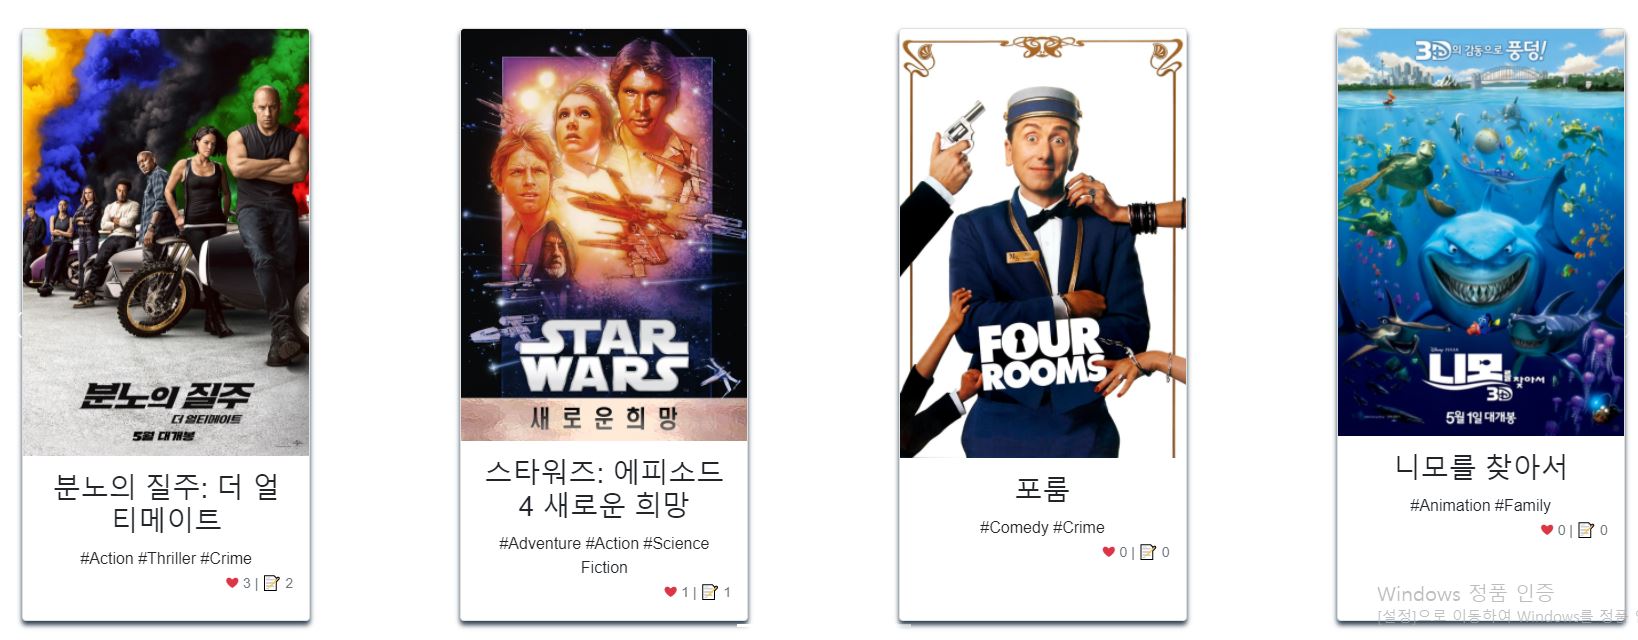 분노의 질주
더 얼티메이트
5월 대개봉
분노의 질주: 더 얼
티메이트
#Action #Thriller #Crime
3 | 2
STAR
WARS
새로운희망
스타워즈: 에피소드
4 새로운 희망
#Adventure #Action #Science
Fiction
1 | 1
FOUR
ROOMS
포룸
#Comedy #Crime
0 | 0
3D의 감동으로 풍덩!
니모를 찾아서
3D
5월 1일 대개봉
니모를 찾아서
#Animation #Family
0 | 0
Windows 정품 인증
[설정]으로 이동하여 Windows를 정품